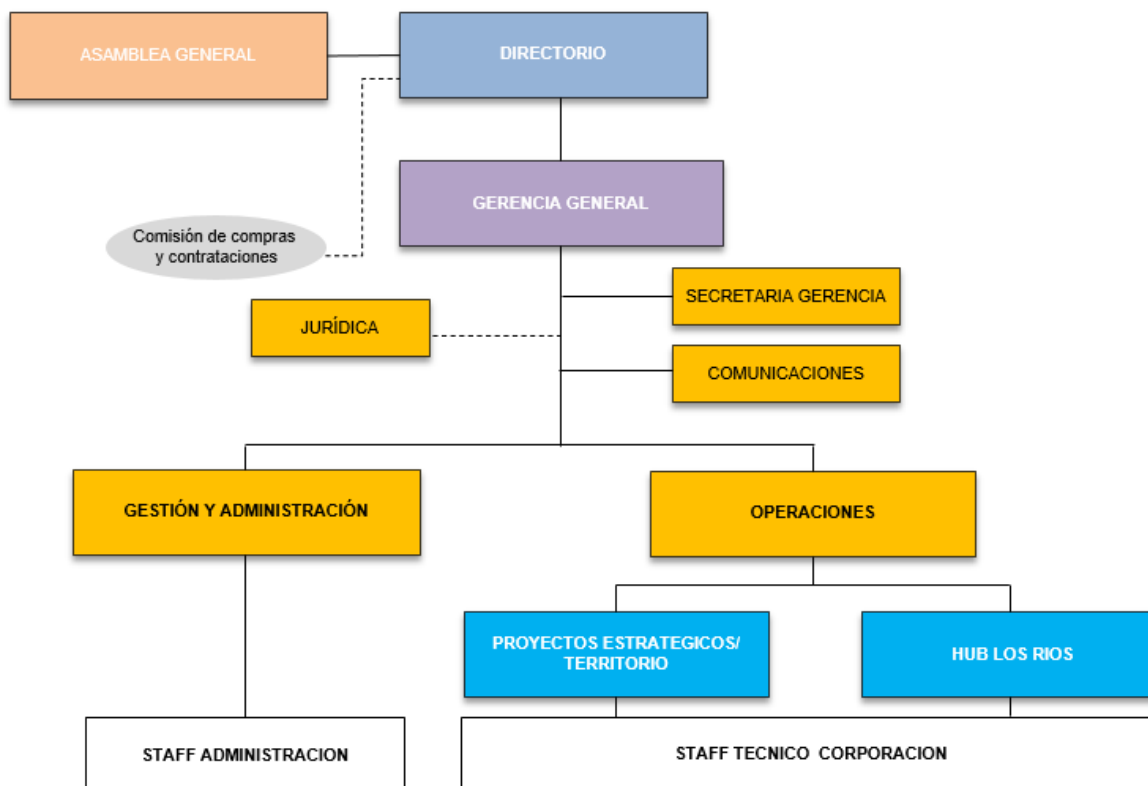 ASAMBLEA GENERAL
DIRECTORIO
GERENCIA GENERAL
Comisión de compras
y contrataciones
SECRETARIA GERENCIA
JURÍDICA
COMUNICACIONES
GESTIÓN Y ADMINISTRACIÓN
OPERACIONES
PROYECTOS ESTRATEGICOS/
TERRITORIO
HUB LOS RIOS
STAFF ADMINISTRACION
STAFF TECNICO CORPORACION